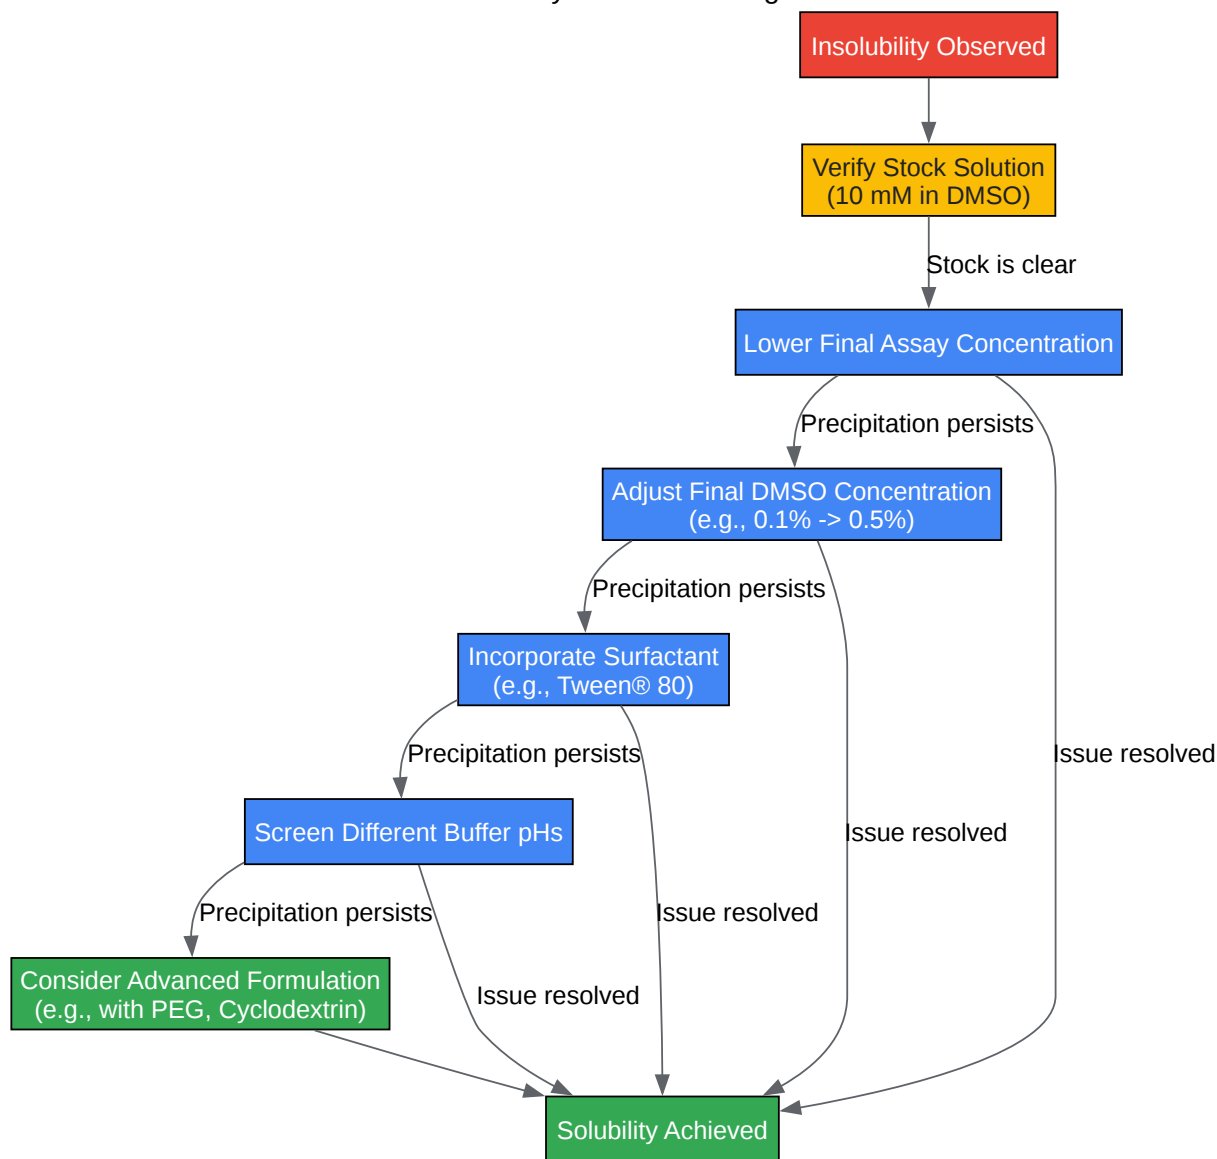 Insolubility Observed
Verify Stock Solution
(10 mM in DMSO)
Stock is clear
Lower Final Assay Concentration
Precipitation persists
Adjust Final DMSO Concentration
(e.g., 0.1% -> 0.5%)
Precipitation persists
Incorporate Surfactant
(e.g., Tween® 80)
Precipitation persists
Issue resolved
Screen Different Buffer pHs
Issue resolved
Precipitation persists
Issue resolved
Consider Advanced Formulation
(e.g., with PEG, Cyclodextrin)
Issue resolved
Solubility Achieved